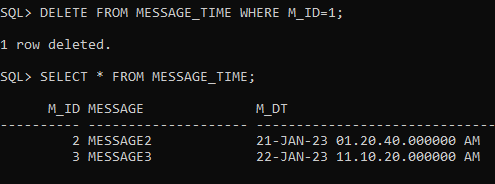 SQL> DELETE FROM MESSAGE_TIME WHERE M_ID=1;
1 row deleted.
SQL> SELECT * FROM MESSAGE_TIME;
M_ID MESSAGE M_DT
---------- -------------------- ------------------------------
2 MESSAGE2 21-JAN-23 01.20.40.000000 AM
3 MESSAGE3 22-JAN-23 11.10.20.000000 AM